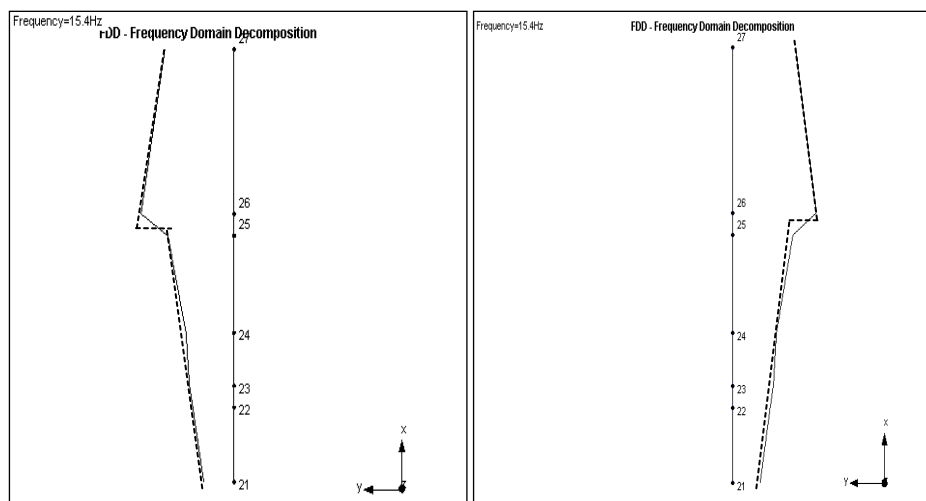 Frequency=15.4Hz
FDD - Frequency Domain Decomposition
27
26
25
24
23
22
21
x
y
z
Frequency=15.4Hz
FDD - Frequency Domain Decomposition
27
26
25
24
23
22
21
x
y